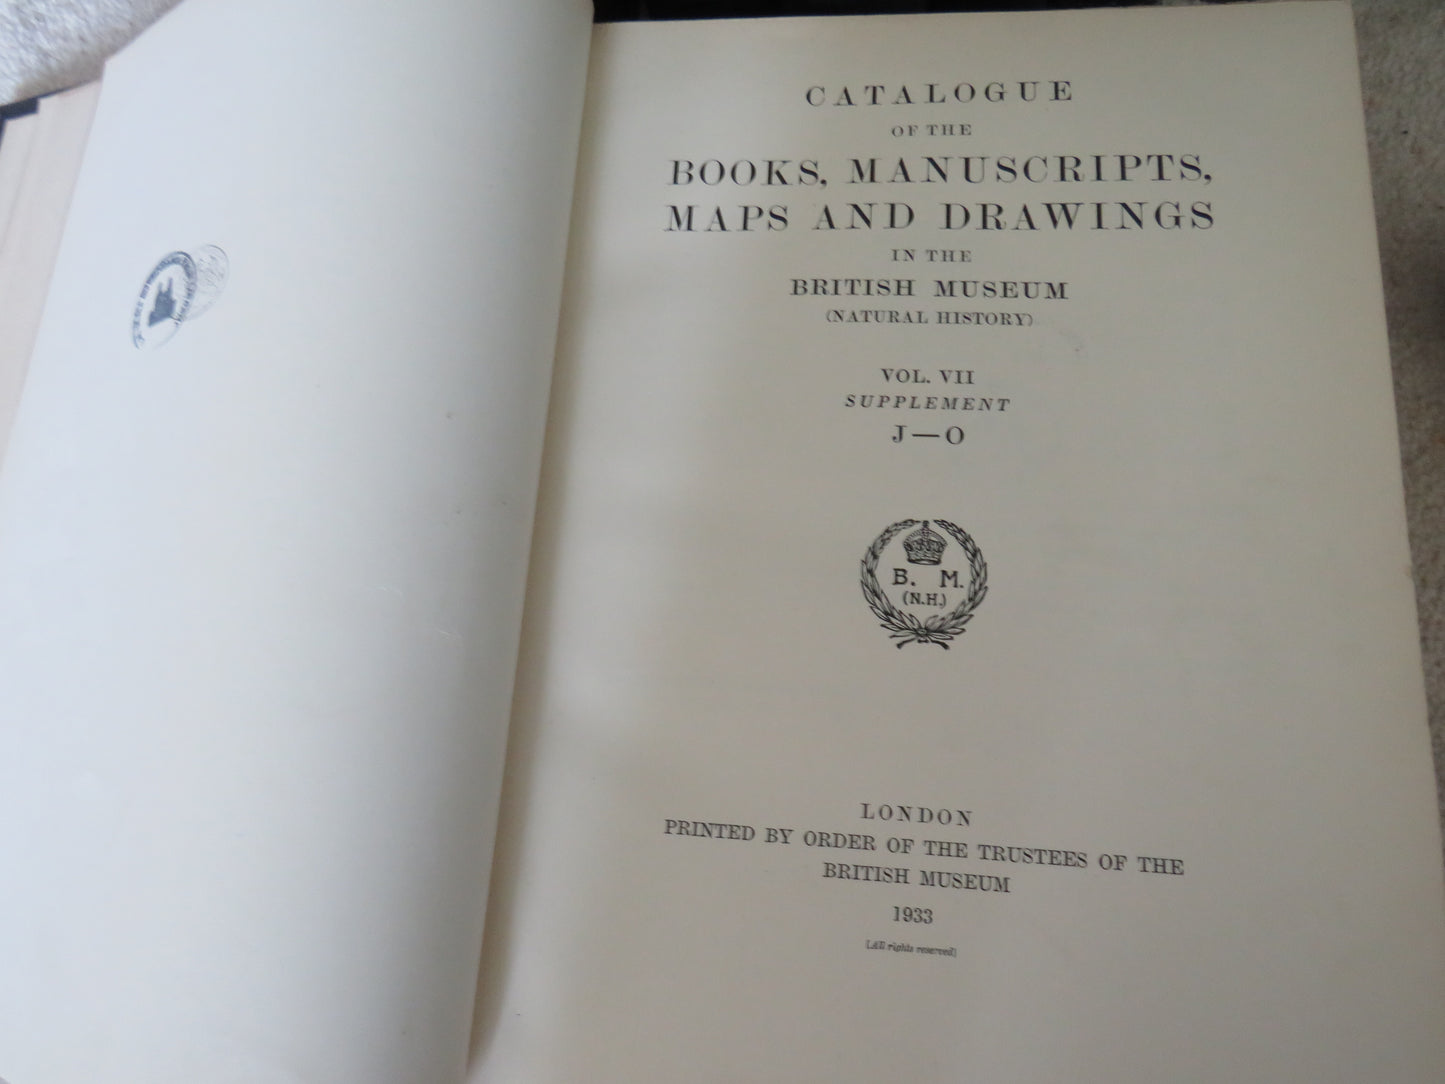 CATALOGUE
OF THE
BOOKS, MANUSCRIPTS,
MAPS AND DRAWINGS
IN THE
BRITISH MUSEUM
(NATURAL HISTORY)
VOL. VII
SUPPLEMENT
J—O
B. M.
(N.H.)
LONDON
PRINTED BY ORDER OF THE TRUSTEES OF THE
BRITISH MUSEUM
1933
[All rights reserved]